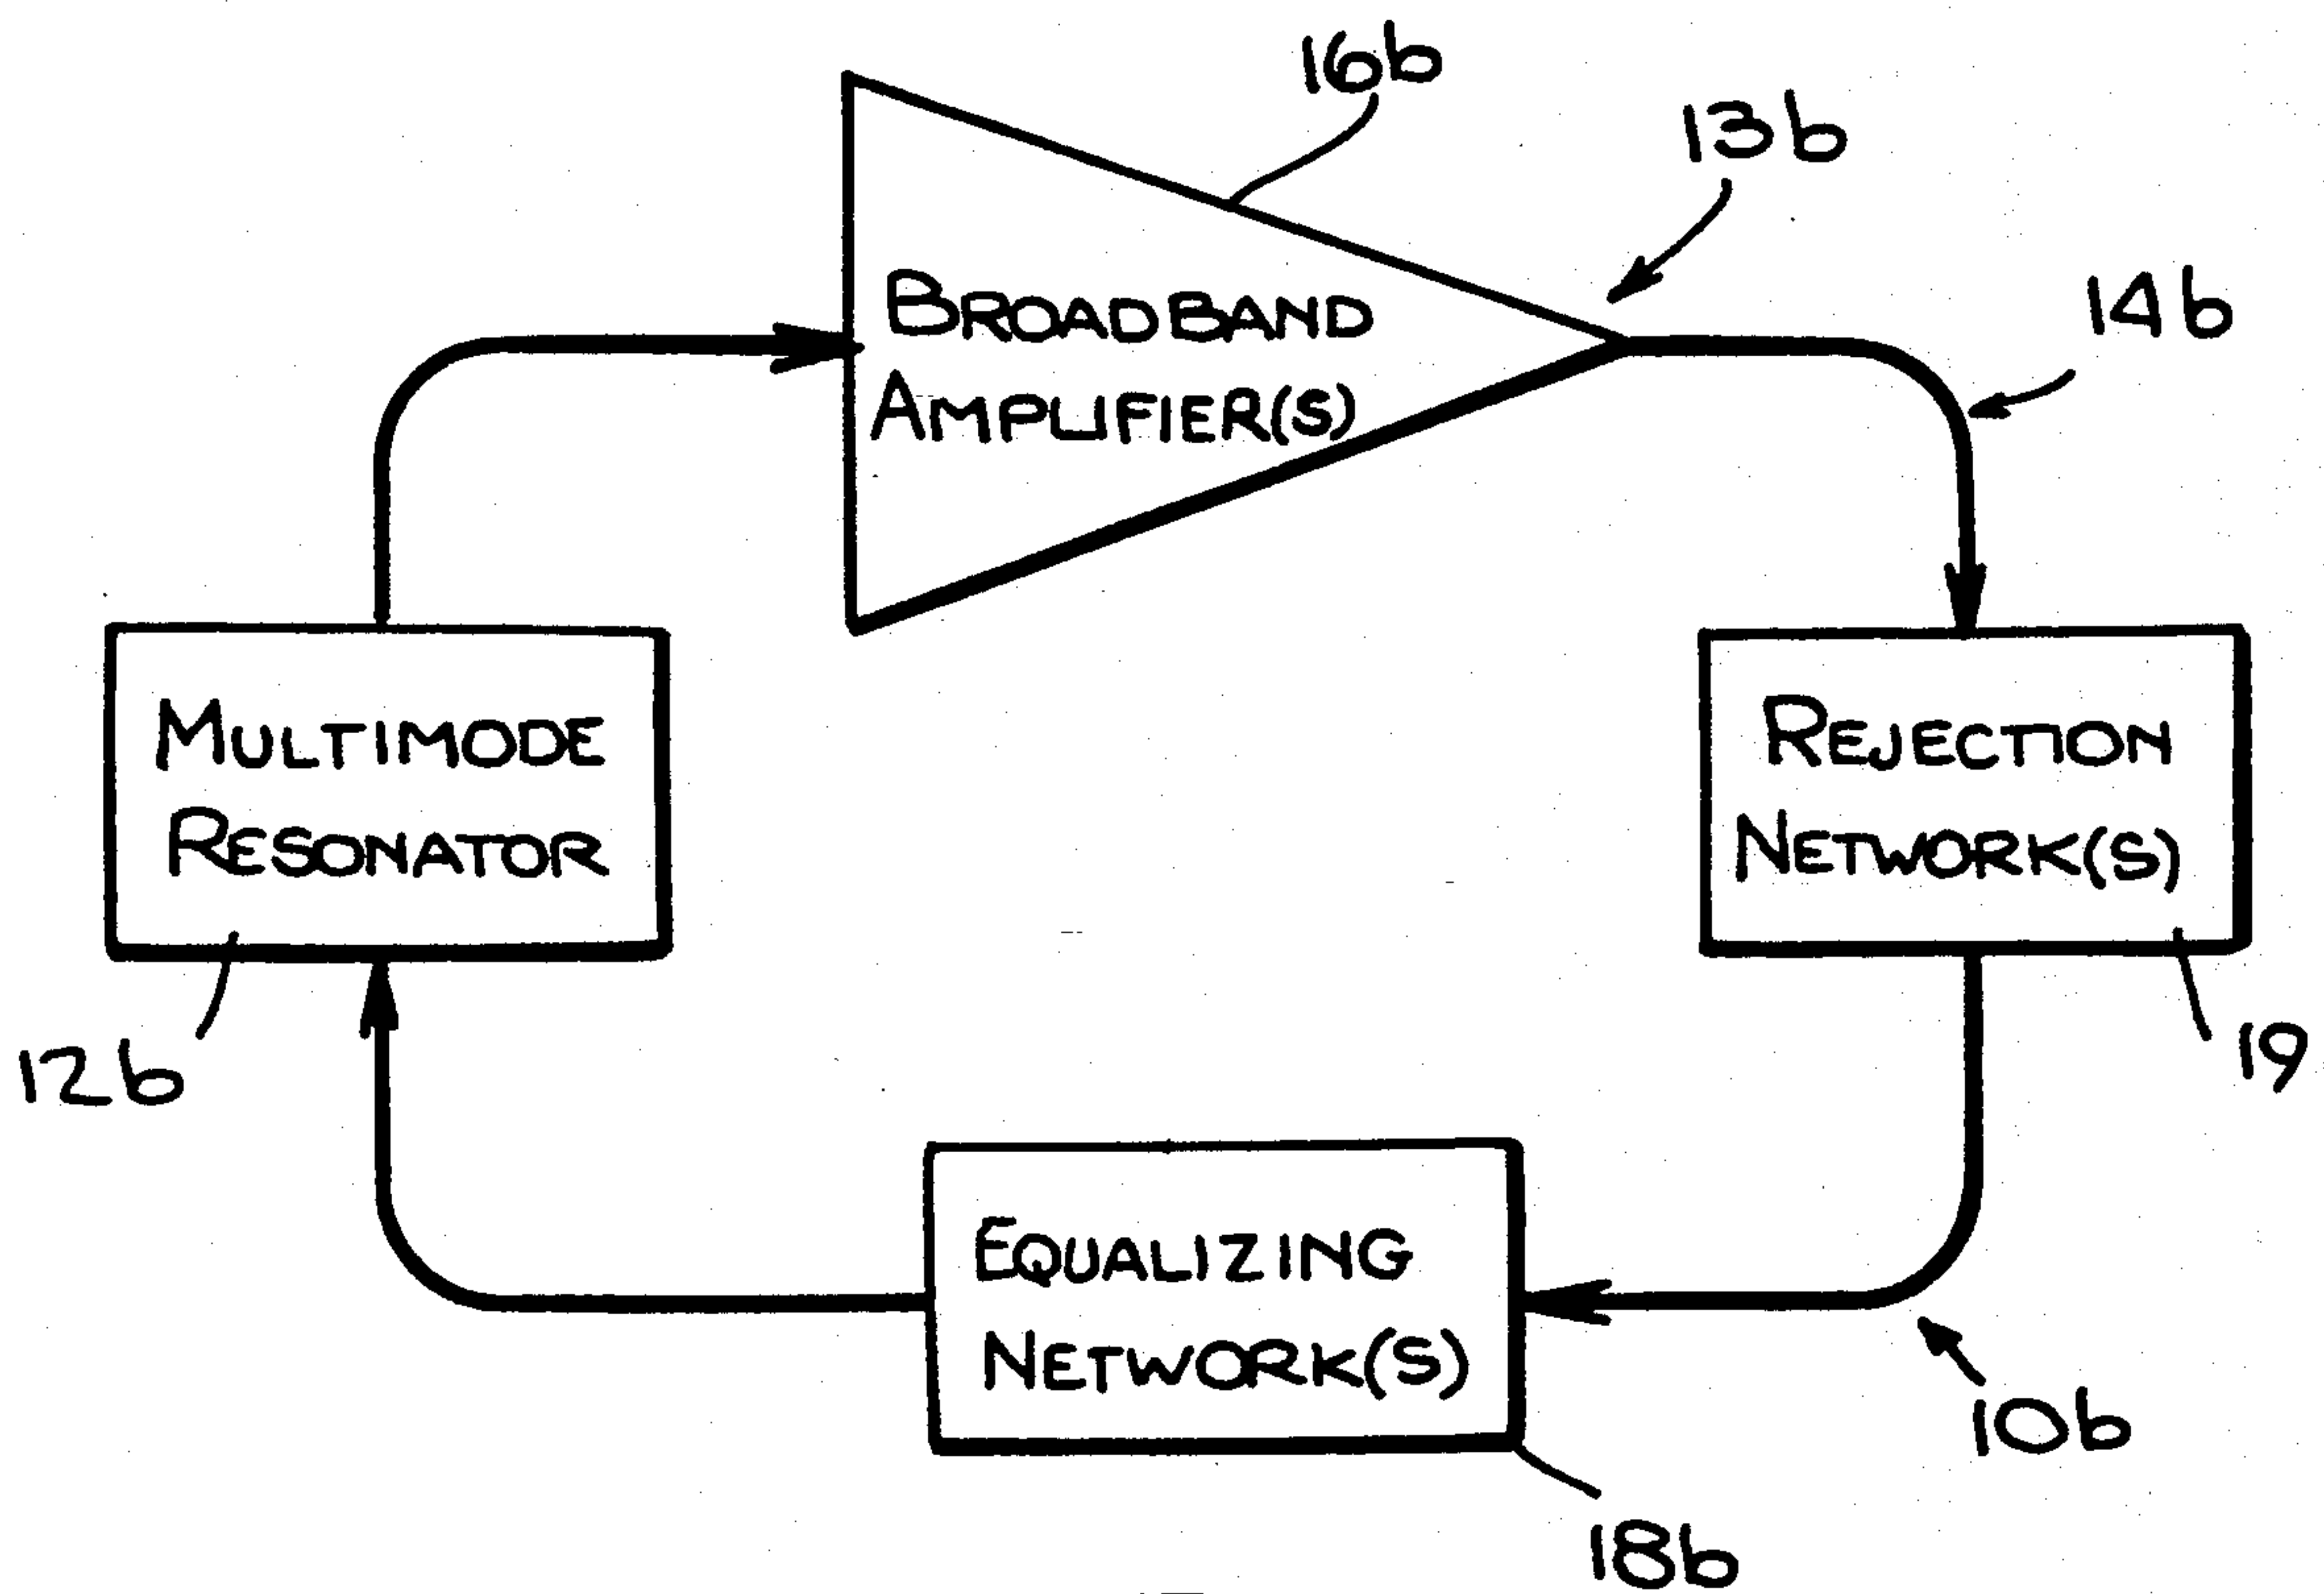 16b
13b
14b
BROADBAND
AMPLIFIER(S)
MULTIMODE
RESONATOR
REJECTION
NETWORK(S)
12b
19
EQUALIZING
NETWORK(S)
10b
18b